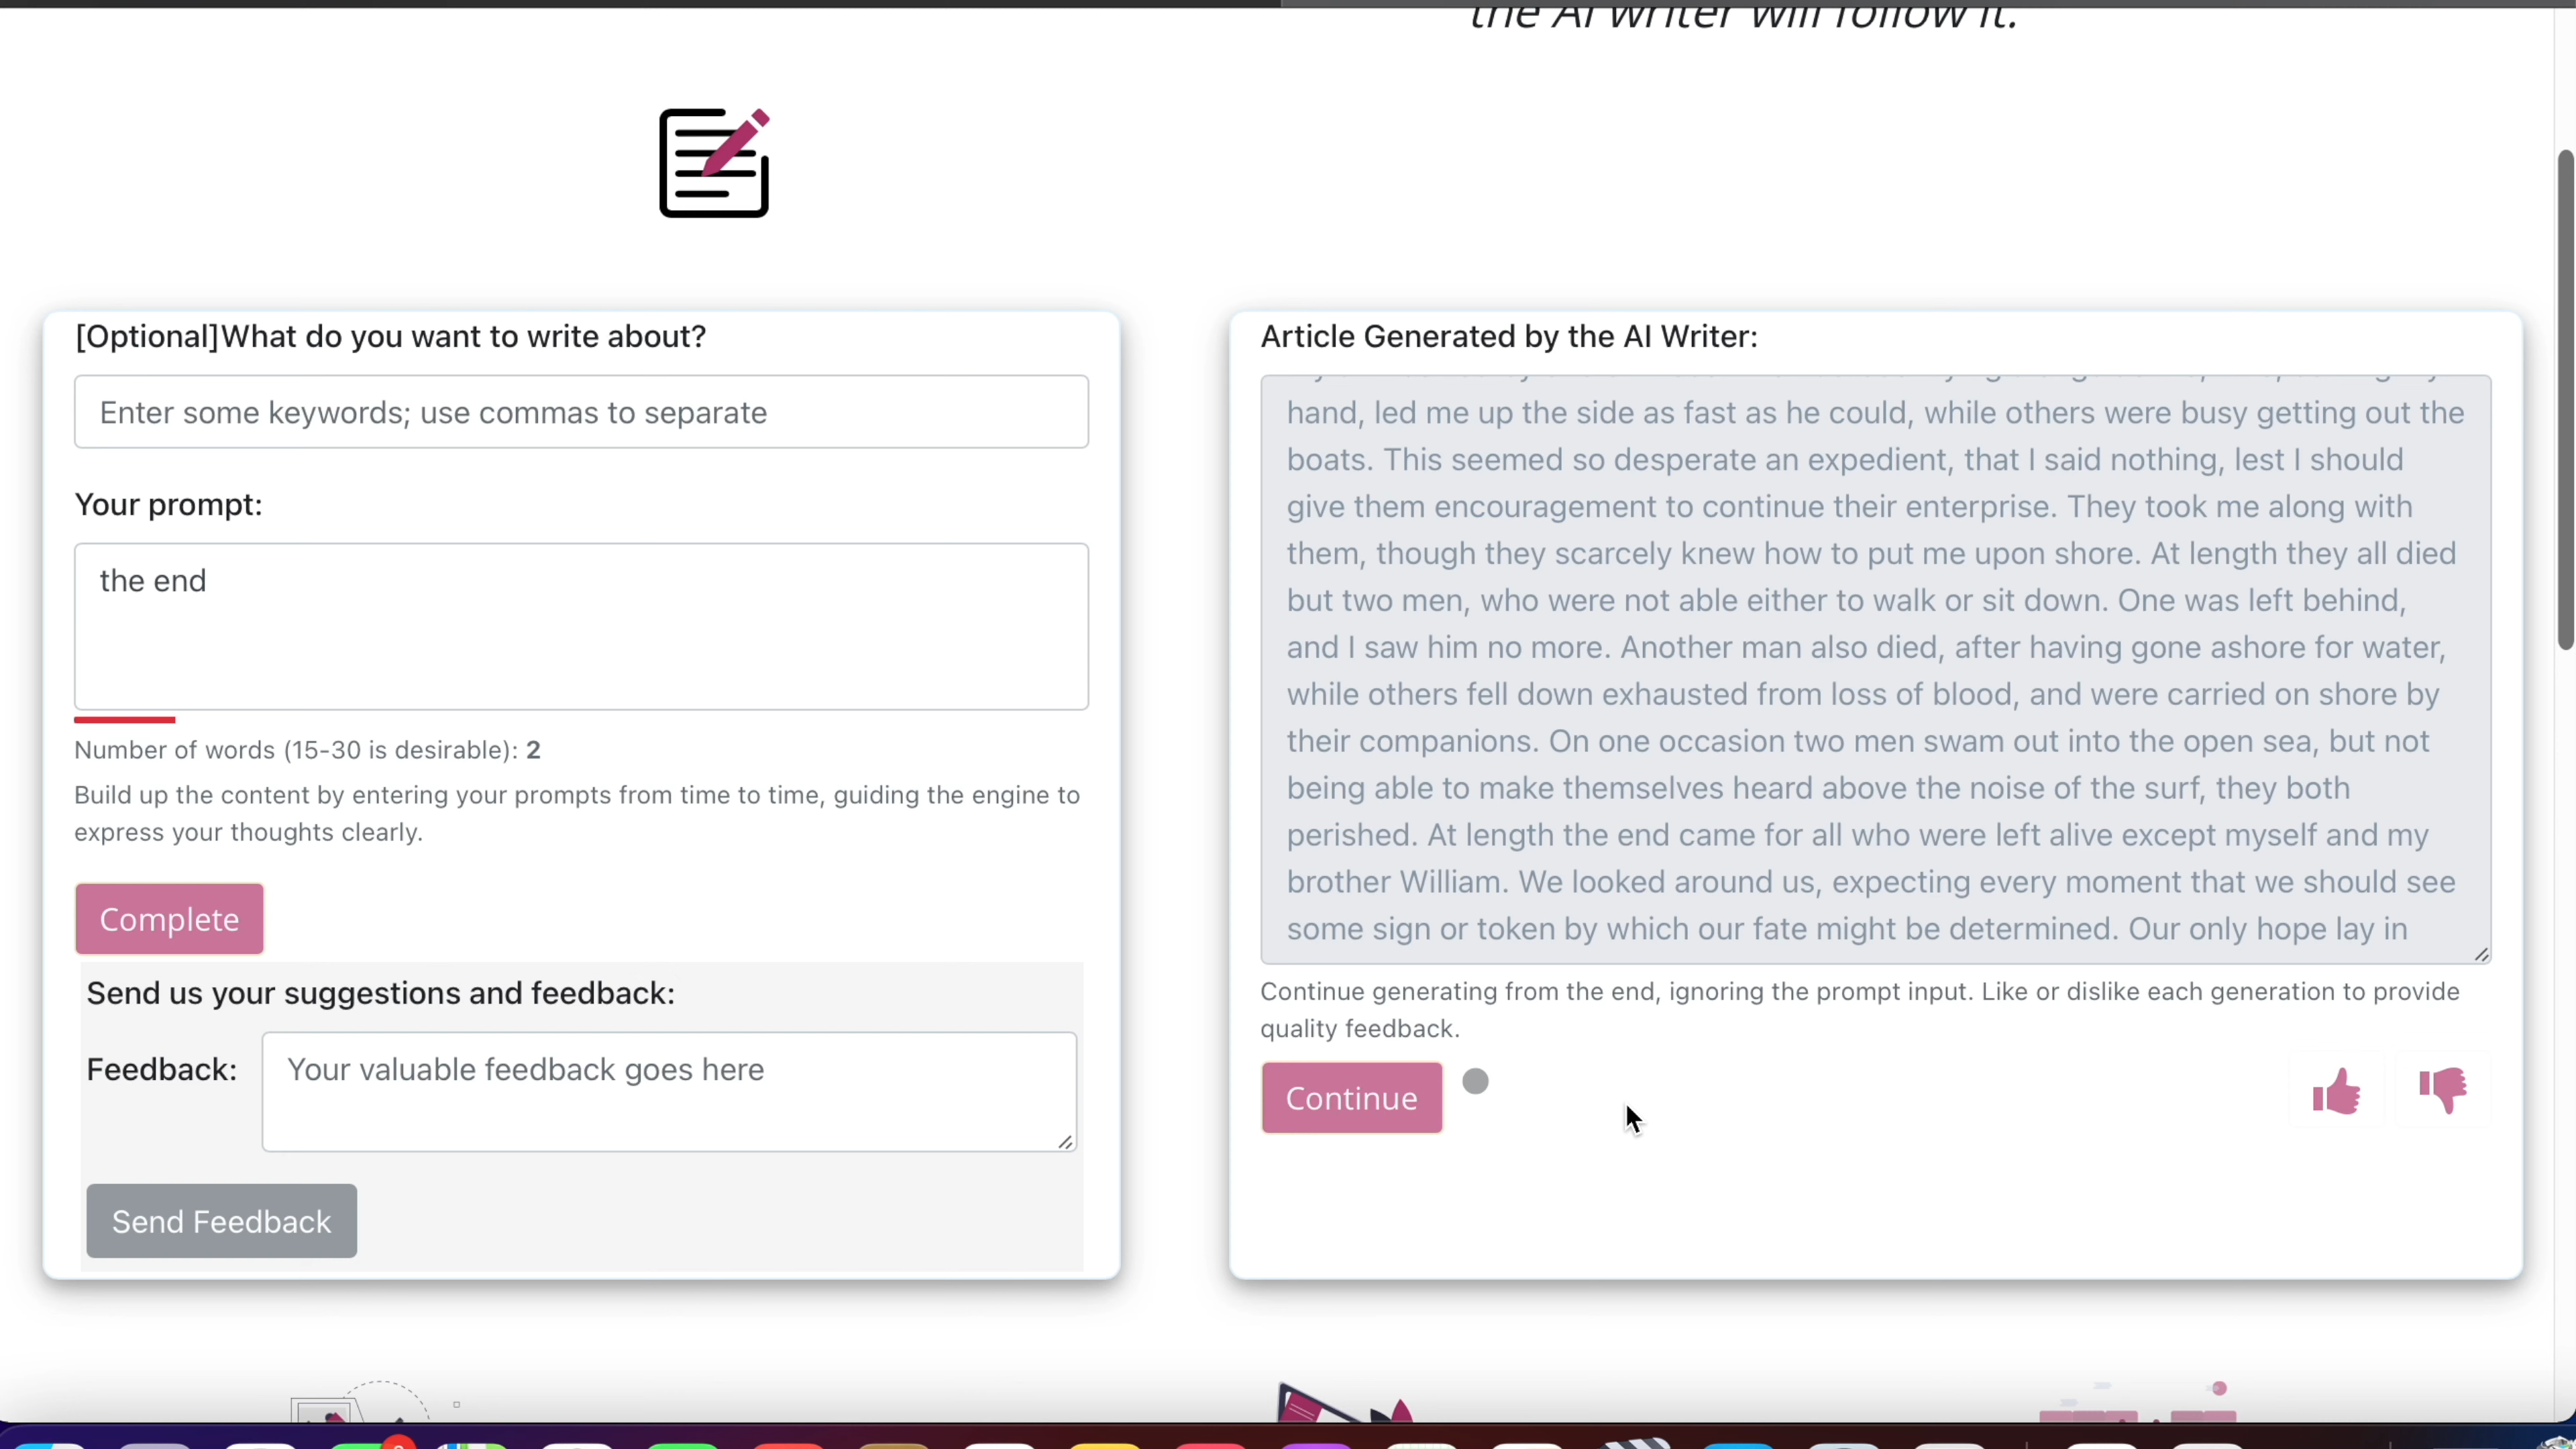 the AI writer will follow it.
[Optional]What do you want to write about?
Enter some keywords; use commas to separate
Your prompt:
the end
Number of words (15-30 is desirable): 2
Build up the content by entering your prompts from time to time, guiding the engine to
express your thoughts clearly.
Complete
Send us your suggestions and feedback:
Feedback:
Your valuable feedback goes here
Send Feedback
Article Generated by the AI Writer:
hand, led me up the side as fast as he could, while others were busy getting out the
boats. This seemed so desperate an expedient, that I said nothing, lest I should
give them encouragement to continue their enterprise. They took me along with
them, though they scarcely knew how to put me upon shore. At length they all died
but two men, who were not able either to walk or sit down. One was left behind,
and I saw him no more. Another man also died, after having gone ashore for water,
while others fell down exhausted from loss of blood, and were carried on shore by
their companions. On one occasion two men swam out into the open sea, but not
being able to make themselves heard above the noise of the surf, they both
perished. At length the end came for all who were left alive except myself and my
brother William. We looked around us, expecting every moment that we should see
some sign or token by which our fate might be determined. Our only hope lay in
Continue generating from the end, ignoring the prompt input. Like or dislike each generation to provide
quality feedback.
Continue